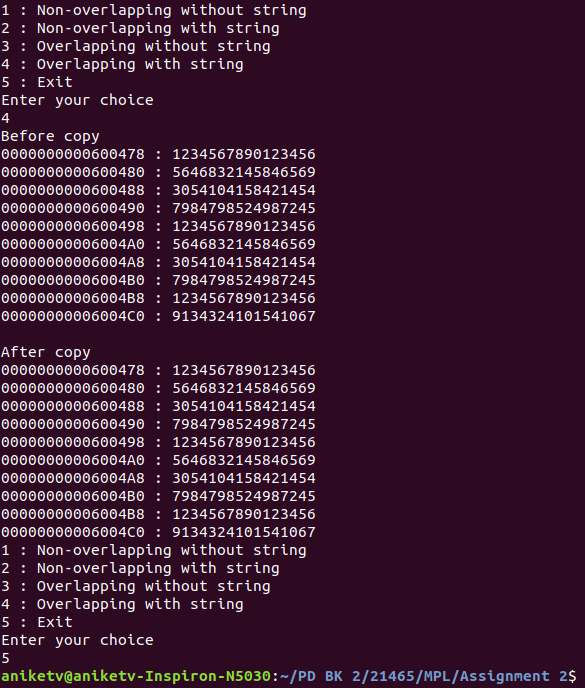 1 : Non-overlapping without string
2 : Non-overlapping with string
3 : Overlapping without string
4 : Overlapping with string
5 : Exit
Enter your choice
4
Before copy
0000000000600478 : 1234567890123456
0000000000600480 : 5646832145846569
0000000000600488 : 3054104158421454
0000000000600490 : 7984798524987245
0000000000600498 : 1234567890123456
00000000006004A0 : 5646832145846569
00000000006004A8 : 3054104158421454
00000000006004B0 : 7984798524987245
00000000006004B8 : 1234567890123456
00000000006004C0 : 9134324101541067

After copy
0000000000600478 : 1234567890123456
0000000000600480 : 5646832145846569
0000000000600488 : 3054104158421454
0000000000600490 : 7984798524987245
0000000000600498 : 1234567890123456
00000000006004A0 : 5646832145846569
00000000006004A8 : 3054104158421454
00000000006004B0 : 7984798524987245
00000000006004B8 : 1234567890123456
00000000006004C0 : 9134324101541067
1 : Non-overlapping without string
2 : Non-overlapping with string
3 : Overlapping without string
4 : Overlapping with string
5 : Exit
Enter your choice
5
aniketv@aniketv-Inspiron-N5030:~/PD BK 2/21465/MPL/Assignment 2$